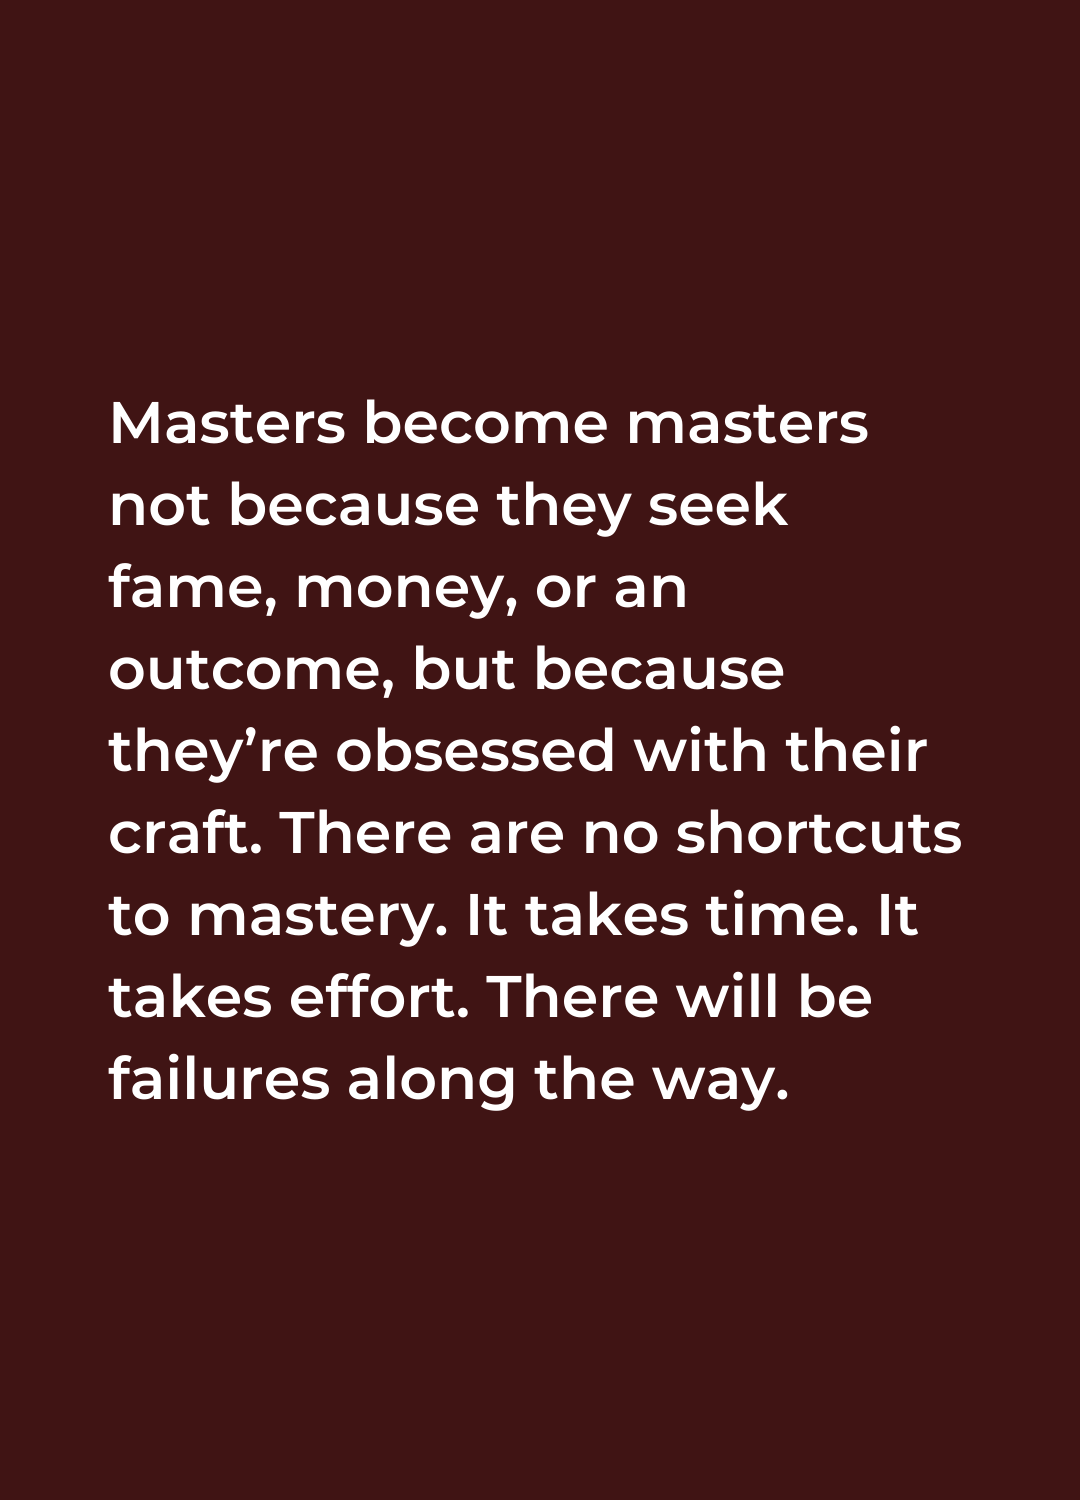 Masters become masters
not because they seek
fame, money, or an
outcome, but because
they’re obsessed with their
craft. There are no shortcuts
to mastery. It takes time. It
takes effort. There will be
failures along the way.